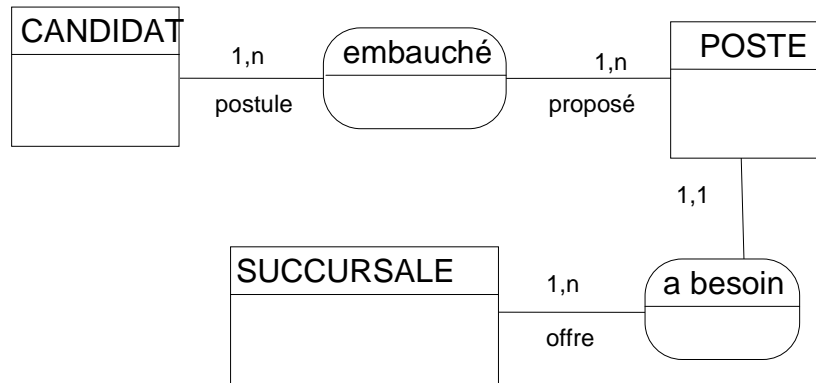 CANDIDAT
1,n
postule
embauché
1,n
proposé
POSTE
1,1
SUCCURSALE
1,n
offre
a besoin